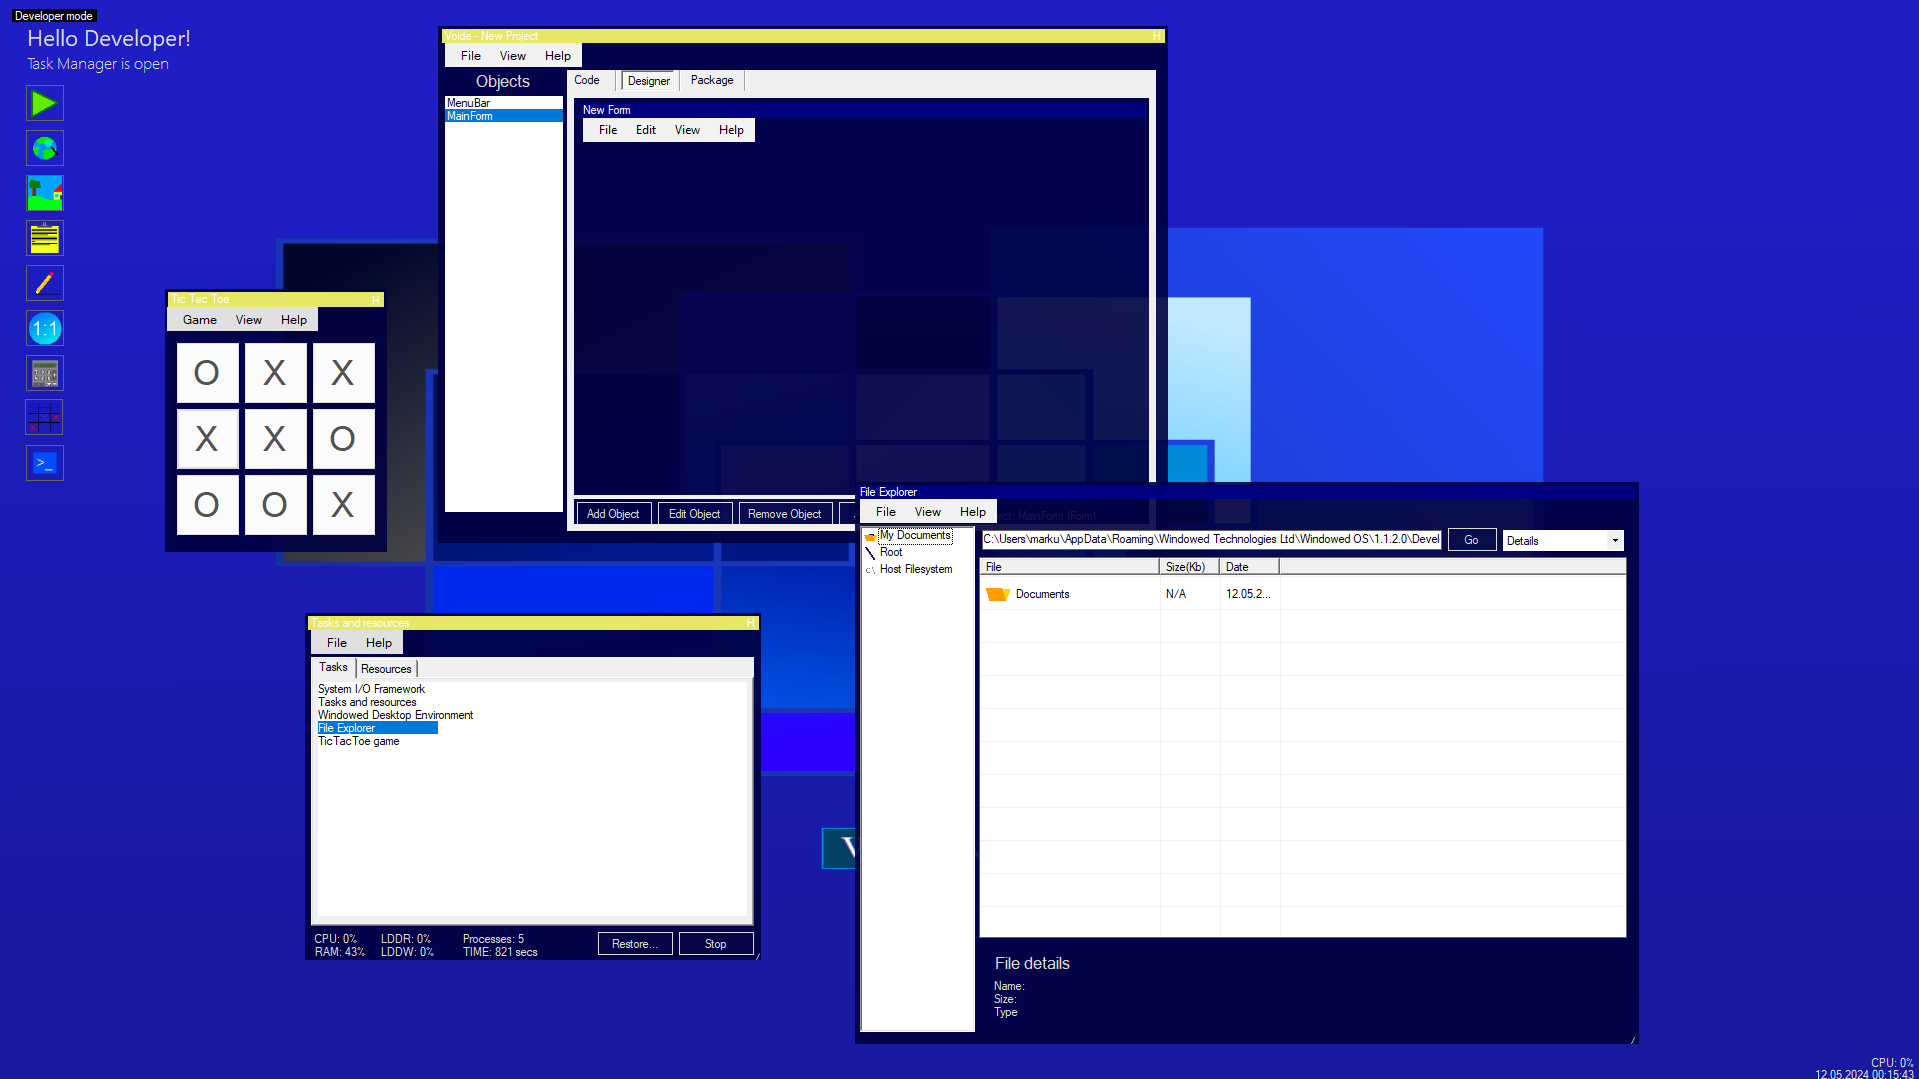 Developer mode
Hello Developer!
Task Manager is open
1:1
>_
Voide - New Project H
File View Help
Objects
MenuBar
MainForm
Code Designer Package
New Form
File Edit View Help
Add Object Edit Object Remove Object
Tic Tac Toe H
Game View Help
O X X
X X O
O O X
Tasks and resources H
File Help
Tasks Resources
System I/O Framework
Tasks and resources
Windowed Desktop Environment
File Explorer
TicTacToe game
CPU: 0% LDDR: 0% Processes: 5
RAM: 43% LDDW: 0% TIME: 821 secs
Restore... Stop
File Explorer
File View Help
ct: MainForm (Form)
My Documents
Root
c:\ Host Filesystem
C:\Users\marku\AppData\Roaming\Windowed Technologies Ltd\Windowed OS\1.1.2.0\Devel Go Details
File Size(Kb) Date
Documents N/A 12.05.2...
File details
Name:
Size:
Type
CPU: 0%
12.05.2024 00:15:43